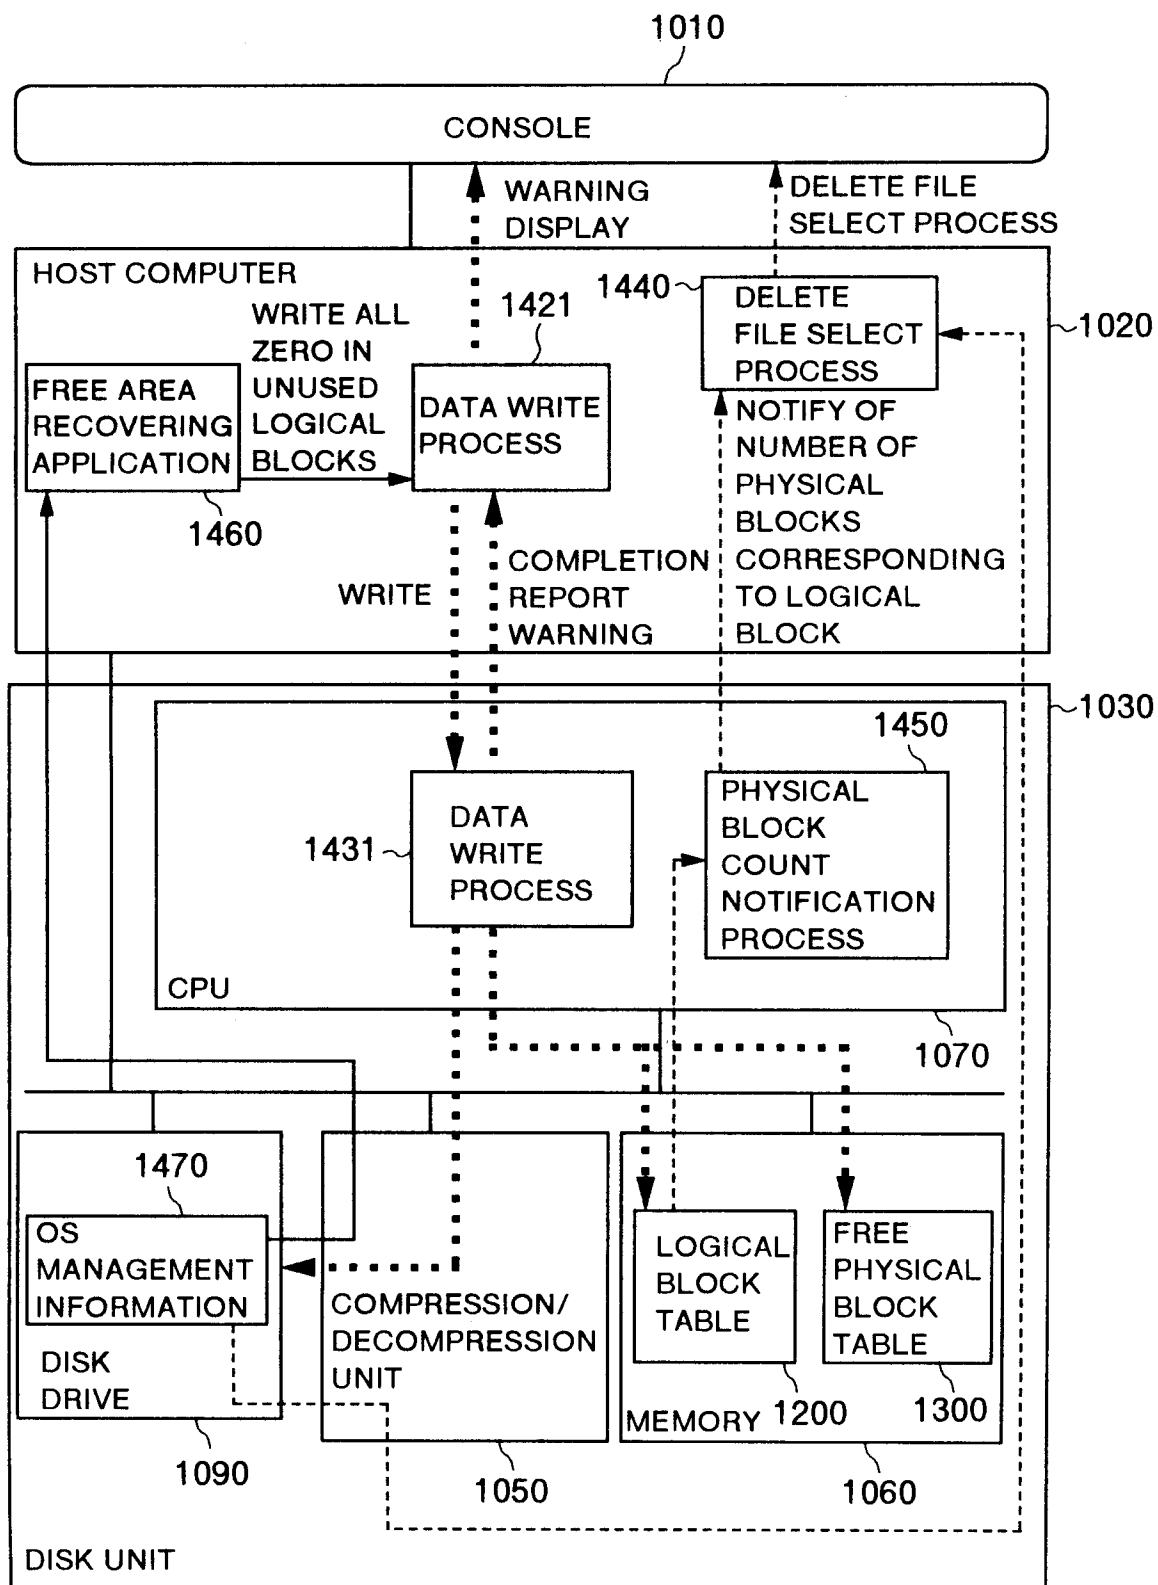 1010
CONSOLE
WARNING
DISPLAY
DELETE FILE
SELECT PROCESS
HOST COMPUTER
1440
DELETE
FILE SELECT
PROCESS
1020
WRITE ALL
ZERO IN
UNUSED
LOGICAL
BLOCKS
1421
FREE AREA
RECOVERING
APPLICATION
DATA WRITE
PROCESS
1460
NOTIFY OF
NUMBER OF
PHYSICAL
BLOCKS
CORRESPONDING
TO LOGICAL
BLOCK
WRITE
COMPLETION
REPORT
WARNING
1030
1450
PHYSICAL
BLOCK
COUNT
NOTIFICATION
PROCESS
1431
DATA
WRITE
PROCESS
CPU
1070
1470
OS
MANAGEMENT
INFORMATION
DISK
DRIVE
1090
COMPRESSION/
DECOMPRESSION
UNIT
1050
LOGICAL
BLOCK
TABLE
1200
FREE
PHYSICAL
BLOCK
TABLE
1300
MEMORY
1060
DISK UNIT